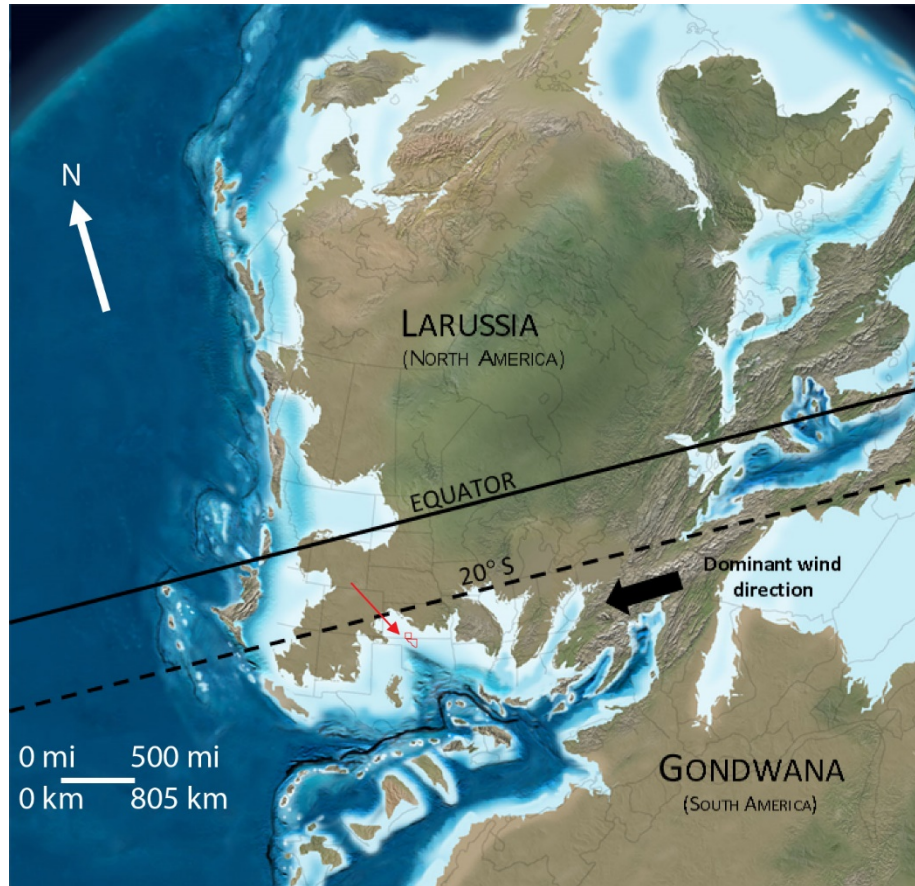 N
LARUSSIA
(NORTH AMERICA)
EQUATOR
20° S
Dominant wind
direction
0 mi 500 mi
0 km 805 km
GONDWANA
(SOUTH AMERICA)